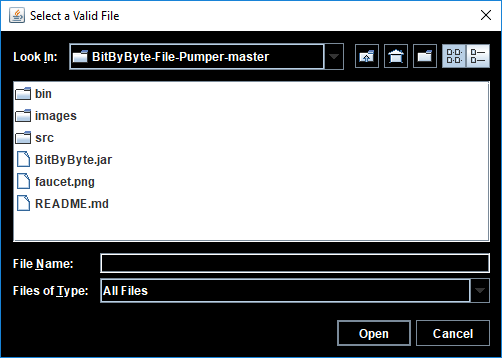 Select a Valid File
Look In: BitByByte-File-Pumper-master
bin
images
src
BitByByte.jar
faucet.png
README.md
File Name:
Files of Type: All Files
Open Cancel